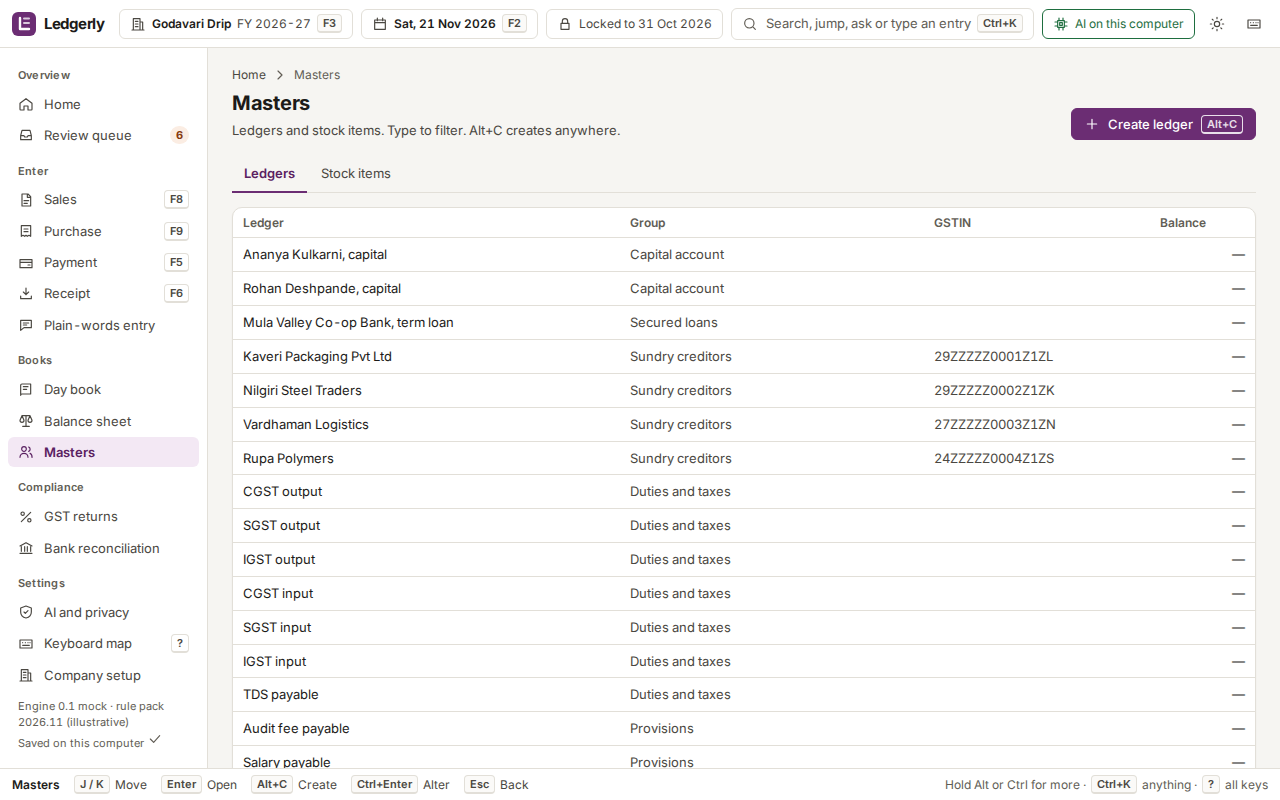 Ledgerly
Godavari Drip FY 2026-27 F3
Sat, 21 Nov 2026 F2
Locked to 31 Oct 2026
Search, jump, ask or type an entry Ctrl+K
AI on this computer
Overview
Home
Review queue 6
Enter
Sales F8
Purchase F9
Payment F5
Receipt F6
Plain-words entry
Books
Day book
Balance sheet
Masters
Compliance
GST returns
Bank reconciliation
Settings
AI and privacy
Keyboard map ?
Company setup
Engine 0.1 mock · rule pack
2026.11 (illustrative)
Saved on this computer
Home > Masters
Masters
Ledgers and stock items. Type to filter. Alt+C creates anywhere.
+ Create ledger Alt+C
Ledgers Stock items
Ledger Group GSTIN Balance
Ananya Kulkarni, capital Capital account —
Rohan Deshpande, capital Capital account —
Mula Valley Co-op Bank, term loan Secured loans —
Kaveri Packaging Pvt Ltd Sundry creditors 29ZZZZZ0001Z1ZL —
Nilgiri Steel Traders Sundry creditors 29ZZZZZ0002Z1ZK —
Vardhaman Logistics Sundry creditors 27ZZZZZ0003Z1ZN —
Rupa Polymers Sundry creditors 24ZZZZZ0004Z1ZS —
CGST output Duties and taxes —
SGST output Duties and taxes —
IGST output Duties and taxes —
CGST input Duties and taxes —
SGST input Duties and taxes —
IGST input Duties and taxes —
TDS payable Duties and taxes —
Audit fee payable Provisions —
Salary payable Provisions —
Masters J / K Move Enter Open Alt+C Create Ctrl+Enter Alter Esc Back
Hold Alt or Ctrl for more · Ctrl+K anything · ? all keys